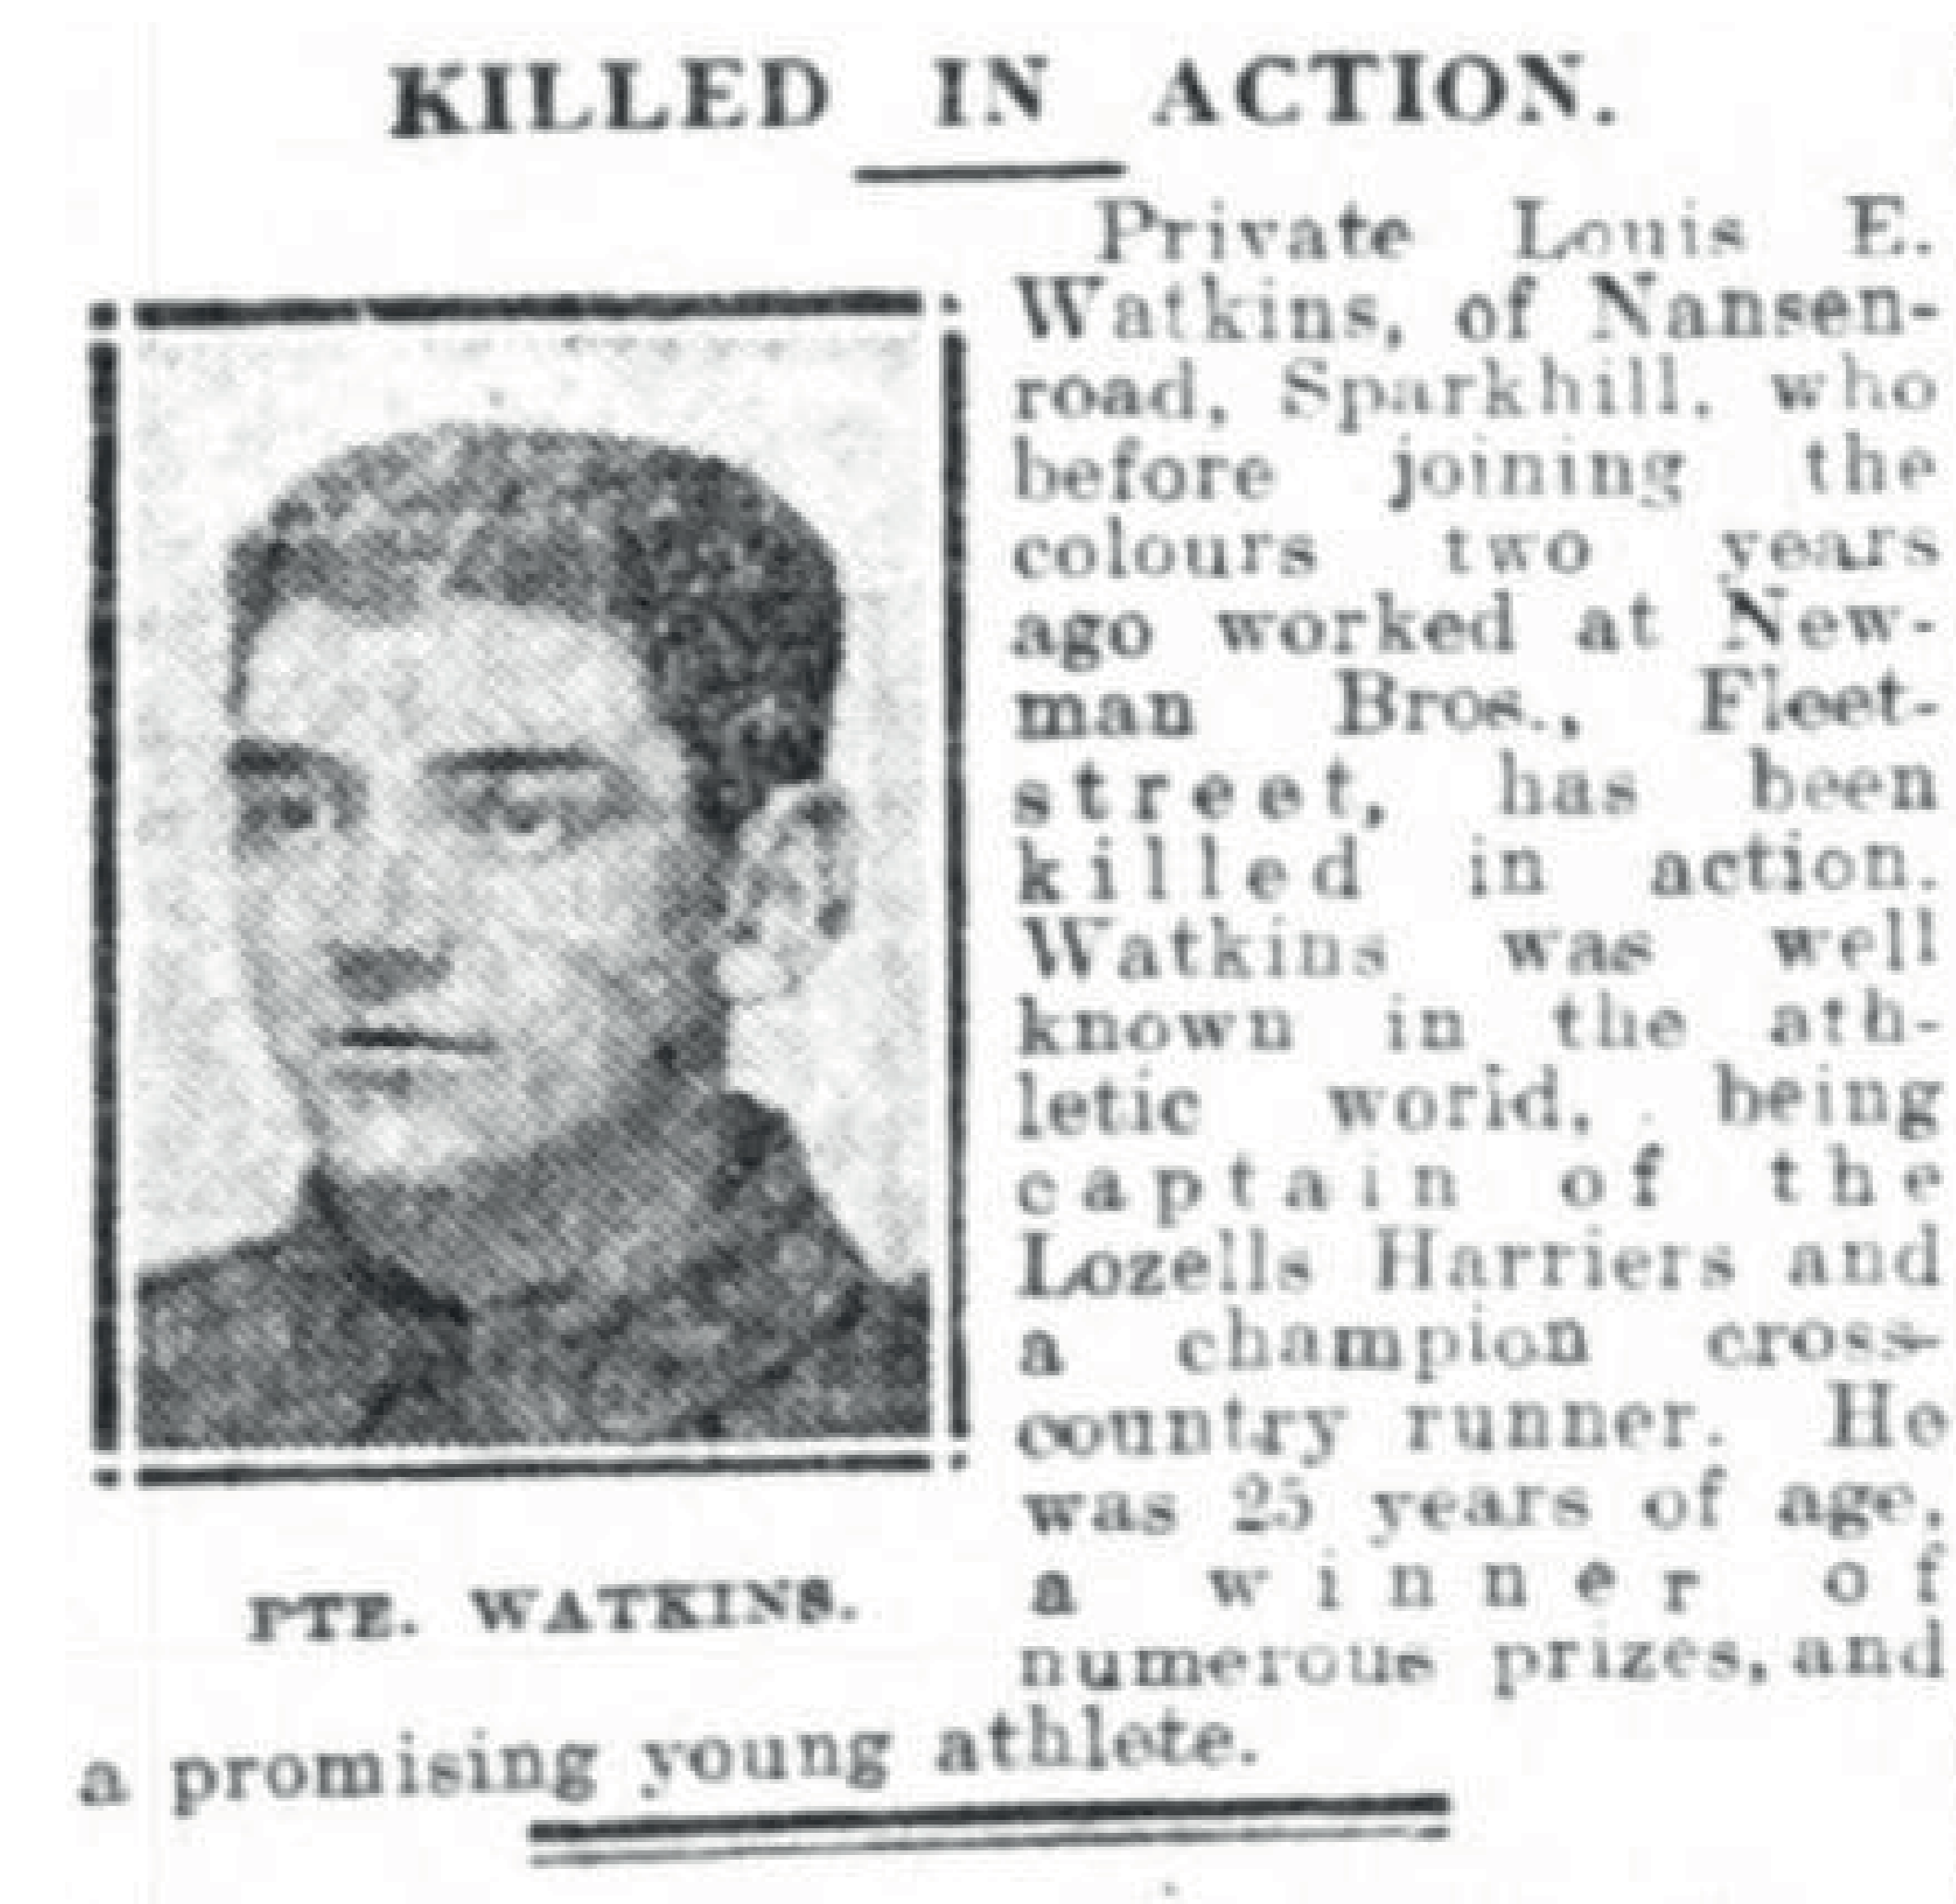 KILLED IN ACTION.
Private Louis E.
Watkins, of Nansen-
road, Sparkhill, who
before joining the
colours two years
ago worked at New-
man Bros., Fleet-
street, has been
killed in action.
Watkins was well
known in the ath-
letic world, being
captain of the
Lozells Harriers and
a champion cross-
country runner. He
was 25 years of age,
a winner of
numerous prizes, and
a promising young athlete.
PTE. WATKINS.